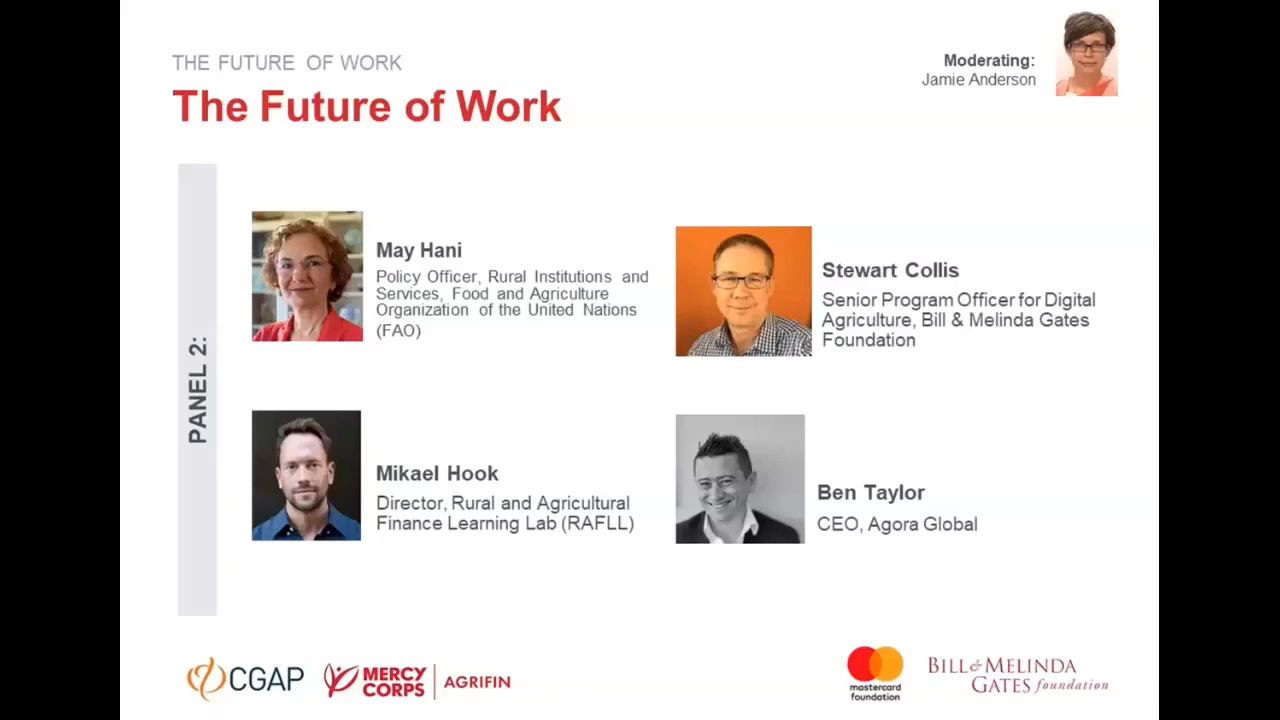 THE FUTURE OF WORK
The Future of Work
Moderating:
Jamie Anderson
PANEL 2:
May Hani
Policy Officer, Rural Institutions and
Services, Food and Agriculture
Organization of the United Nations
(FAO)
Stewart Collis
Senior Program Officer for Digital
Agriculture, Bill & Melinda Gates
Foundation
Mikael Hook
Director, Rural and Agricultural
Finance Learning Lab (RAFLL)
Ben Taylor
CEO, Agora Global
CGAP
MERCY
CORPS
AGRIFIN
mastercard
foundation
BILL & MELINDA
GATES foundation